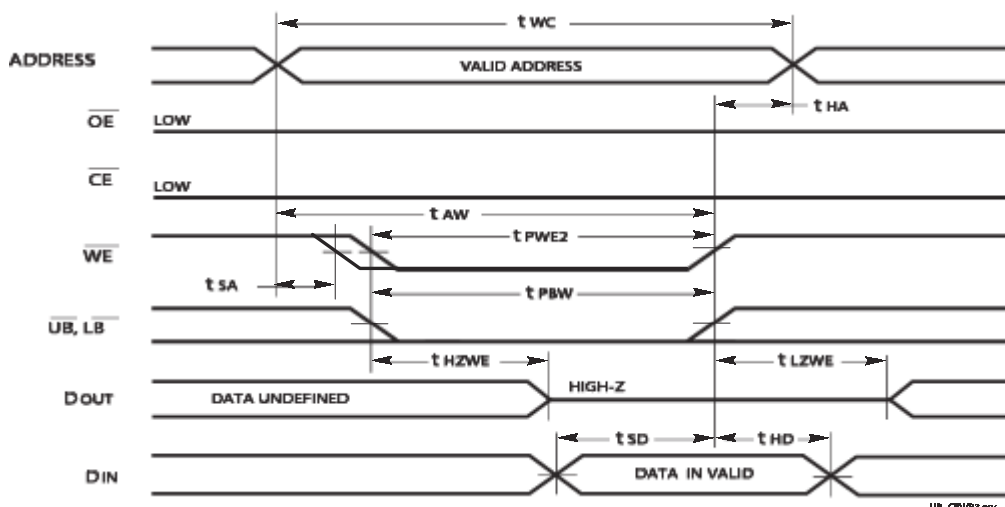 t WC
ADDRESS
VALID ADDRESS
t HA
OE
LOW
CE
LOW
t AW
WE
t PWE2
t SA
t PBW
UB, LB
t HZWE
t LZWE
HIGH-Z
DOUT
DATA UNDEFINED
t SD
t HD
DIN
DATA IN VALID